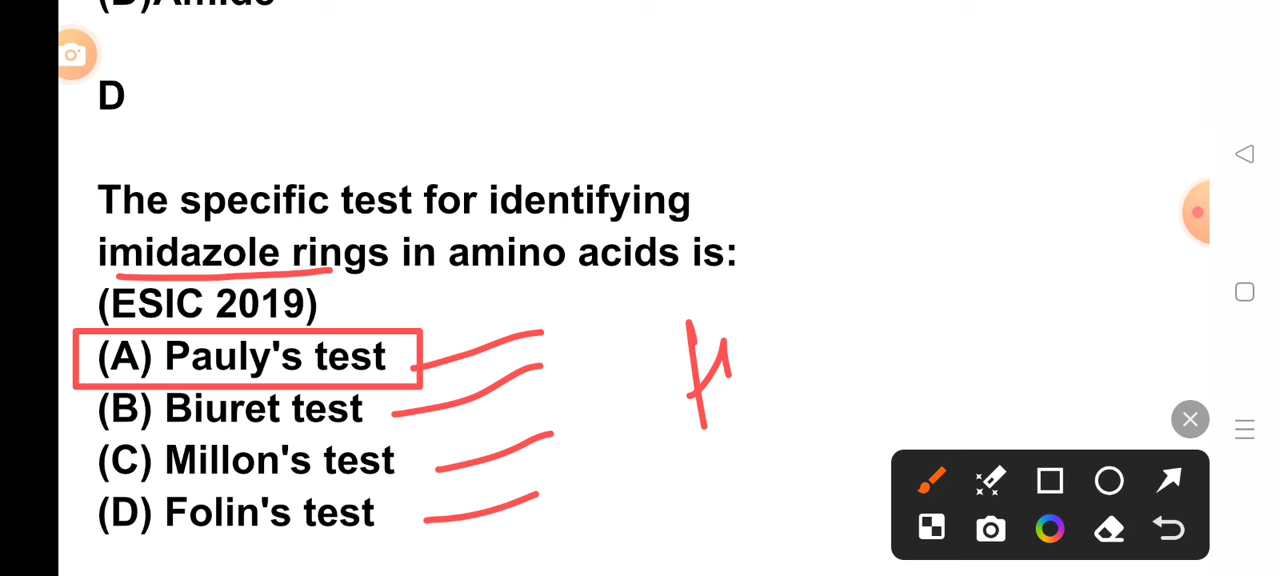 D
The specific test for identifying
imidazole rings in amino acids is:
(ESIC 2019)
(A) Pauly's test
(B) Biuret test
(C) Millon's test
(D) Folin's test